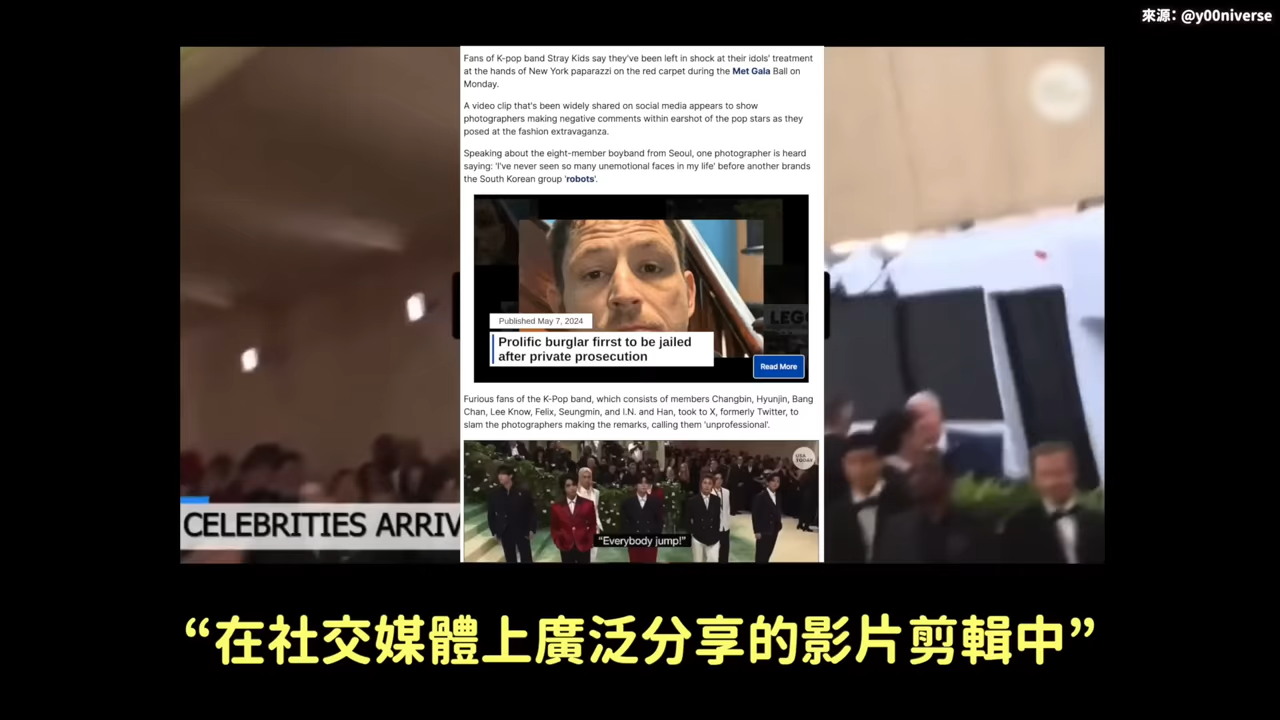 來源: @y00niverse
Fans of K-pop band Stray Kids say they've been left in shock at their idols' treatment
at the hands of New York paparazzi on the red carpet during the Met Gala Ball on
Monday.
A video clip that's been widely shared on social media appears to show
photographers making negative comments within earshot of the pop stars as they
posed at the fashion extravaganza.
Speaking about the eight-member boyband from Seoul, one photographer is heard
saying: 'I've never seen so many unemotional faces in my life' before another brands
the South Korean group 'robots'.
LEGO
Published May 7, 2024
Prolific burglar firrst to be jailed
after private prosecution
Read More
Furious fans of the K-Pop band, which consists of members Changbin, Hyunjin, Bang
Chan, Lee Know, Felix, Seungmin, and I.N. and Han, took to X, formerly Twitter, to
slam the photographers making the remarks, calling them 'unprofessional'.
USA TODAY
"Everybody jump!"
CELEBRITIES ARRIV
“在社交媒體上廣泛分享的影片剪輯中”